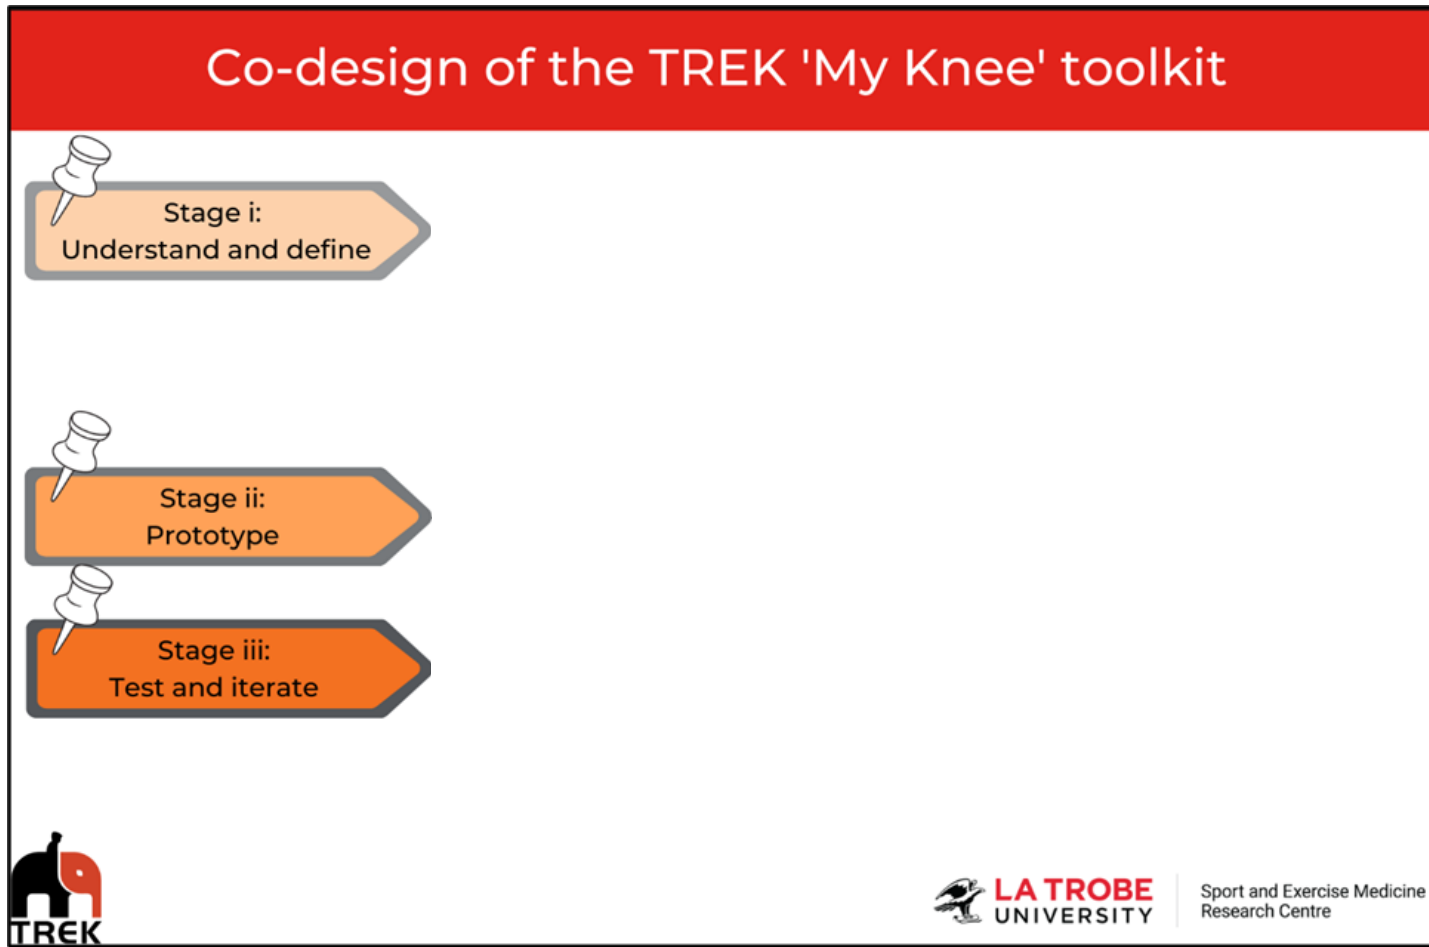 Co-design of the TREK 'My Knee' toolkit
Stage i:
Understand and define
Stage ii:
Prototype
Stage iii:
Test and iterate
TREK
LA TROBE
UNIVERSITY
Sport and Exercise Medicine
Research Centre